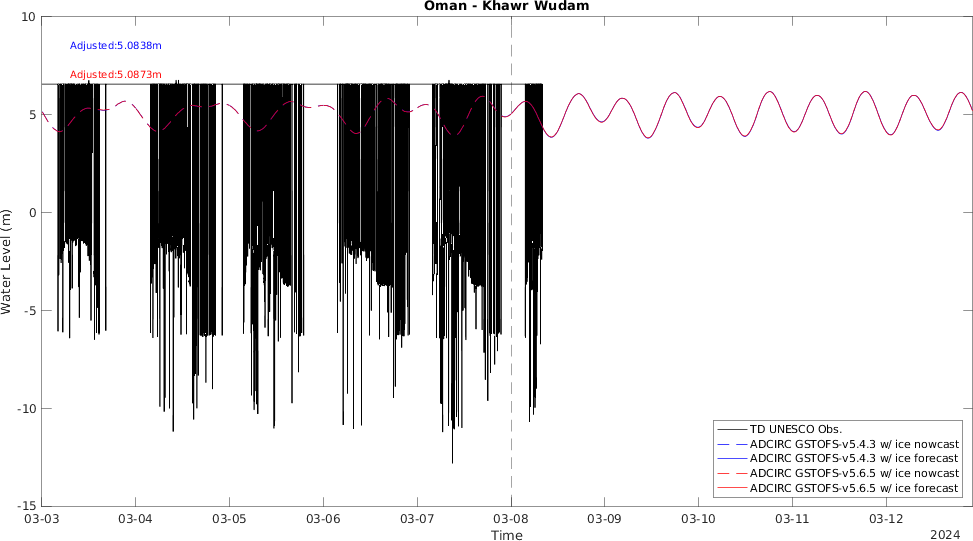 Oman - Khawr Wudam
10
Adjusted:5.0838m
Adjusted:5.0873m
5
0
-5
-10
-15
Water Level (m)
TD UNESCO Obs.
ADCIRC GSTOFS-v5.4.3 w/ ice nowcast
ADCIRC GSTOFS-v5.4.3 w/ ice forecast
ADCIRC GSTOFS-v5.6.5 w/ ice nowcast
ADCIRC GSTOFS-v5.6.5 w/ ice forecast
03-03 03-04 03-05 03-06 03-07 03-08 03-09 03-10 03-11 03-12
Time
2024